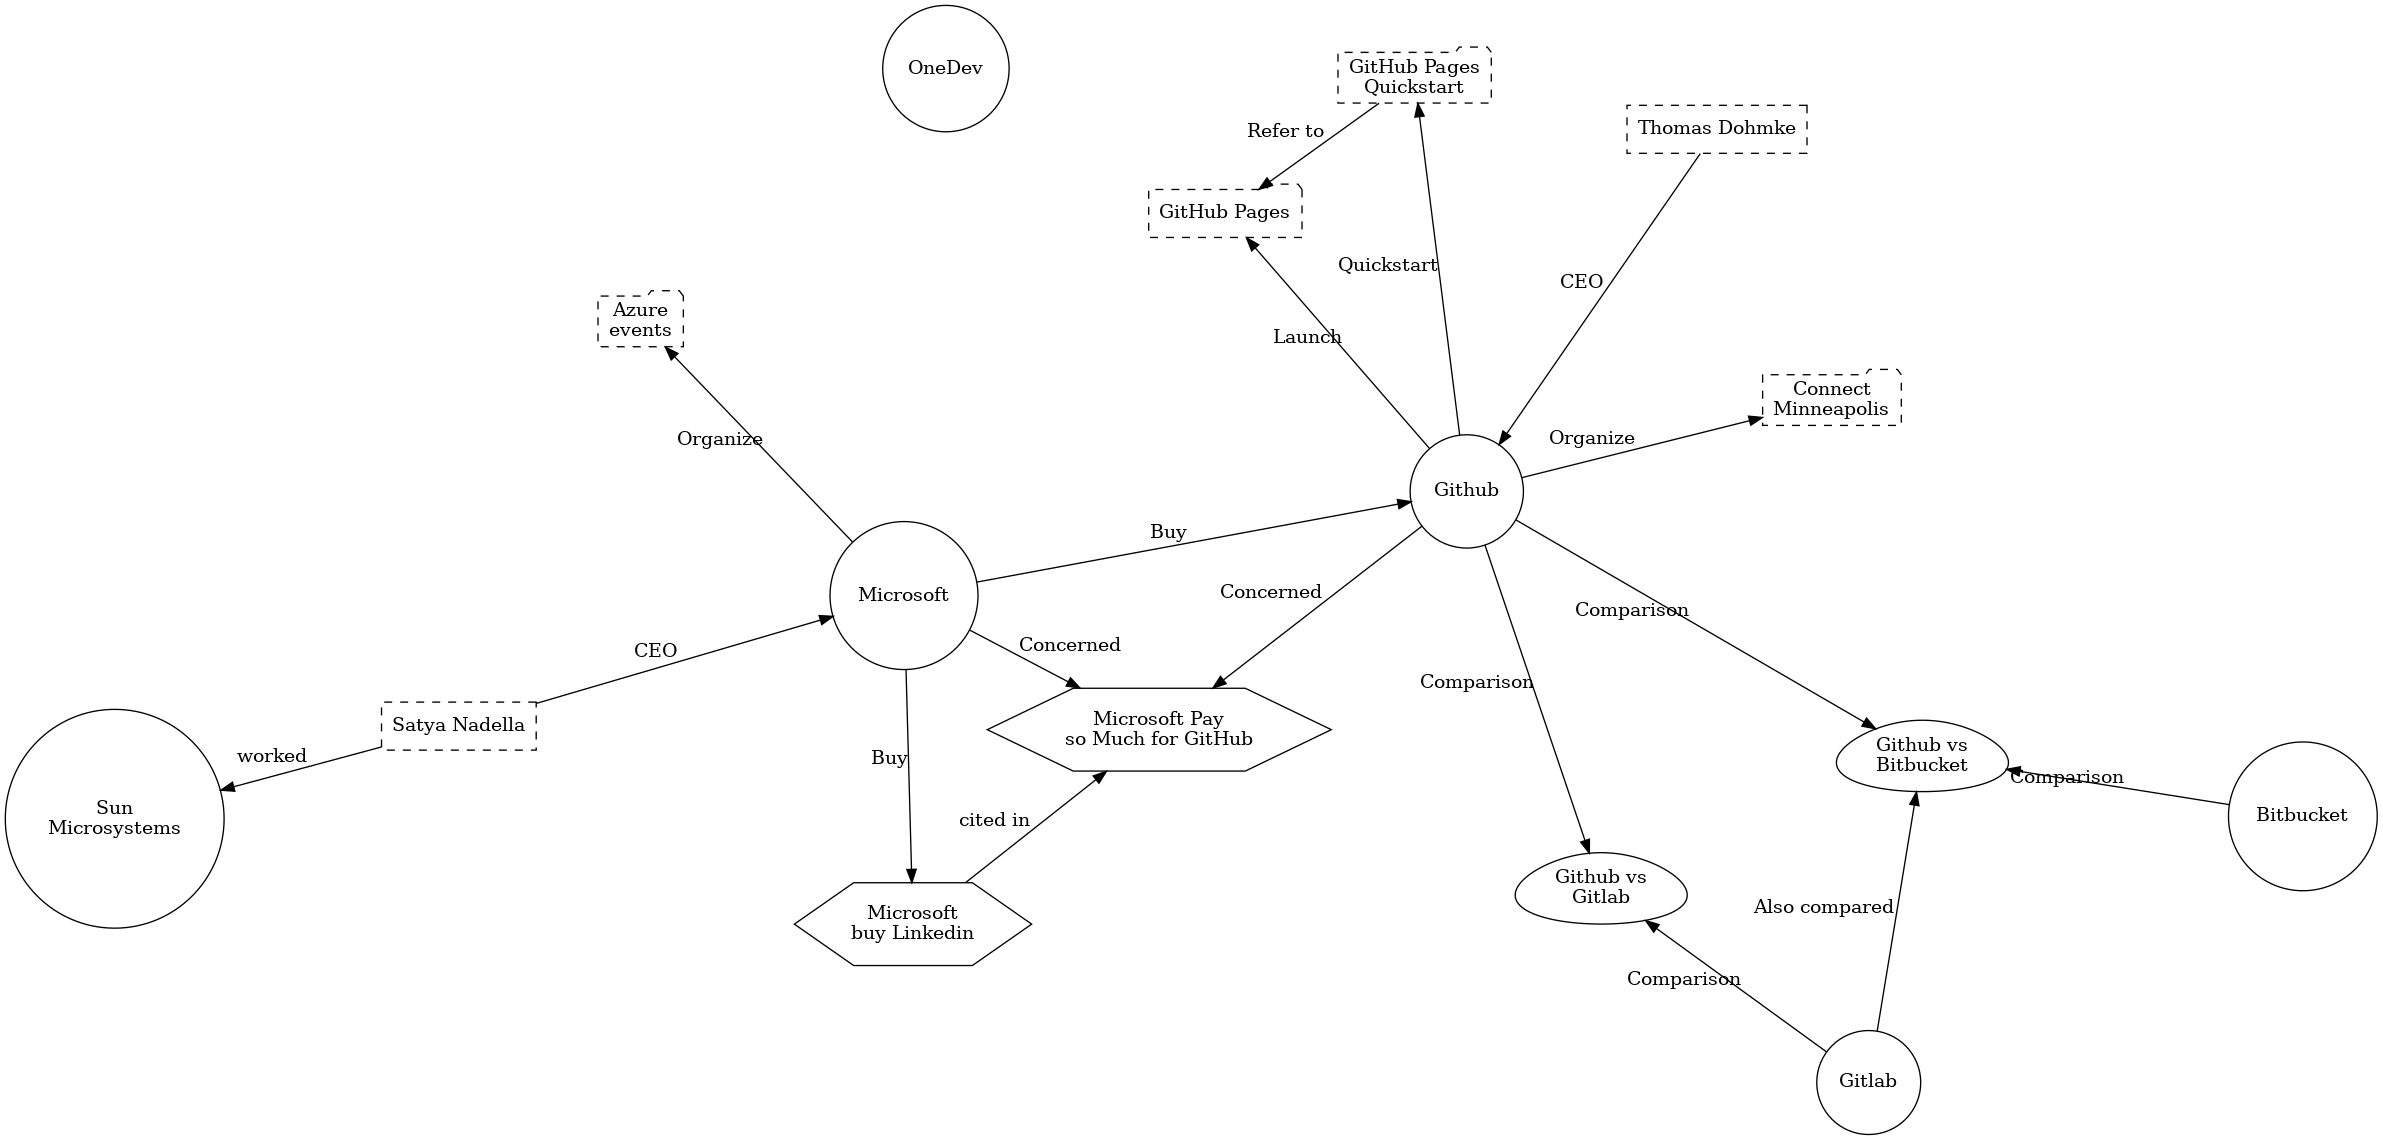 OneDev
GitHub Pages
Quickstart
Thomas Dohmke
Refer to
GitHub Pages
Quickstart
CEO
Azure
events
Launch
Connect
Minneapolis
Organize
Organize
Github
Buy
Microsoft
Concerned
Comparison
Concerned
CEO
Comparison
Satya Nadella
Microsoft Pay
so Much for GitHub
Github vs
Bitbucket
worked
Buy
Comparison
Sun
Microsystems
cited in
Bitbucket
Github vs
Gitlab
Also compared
Microsoft
buy Linkedin
Comparison
Gitlab